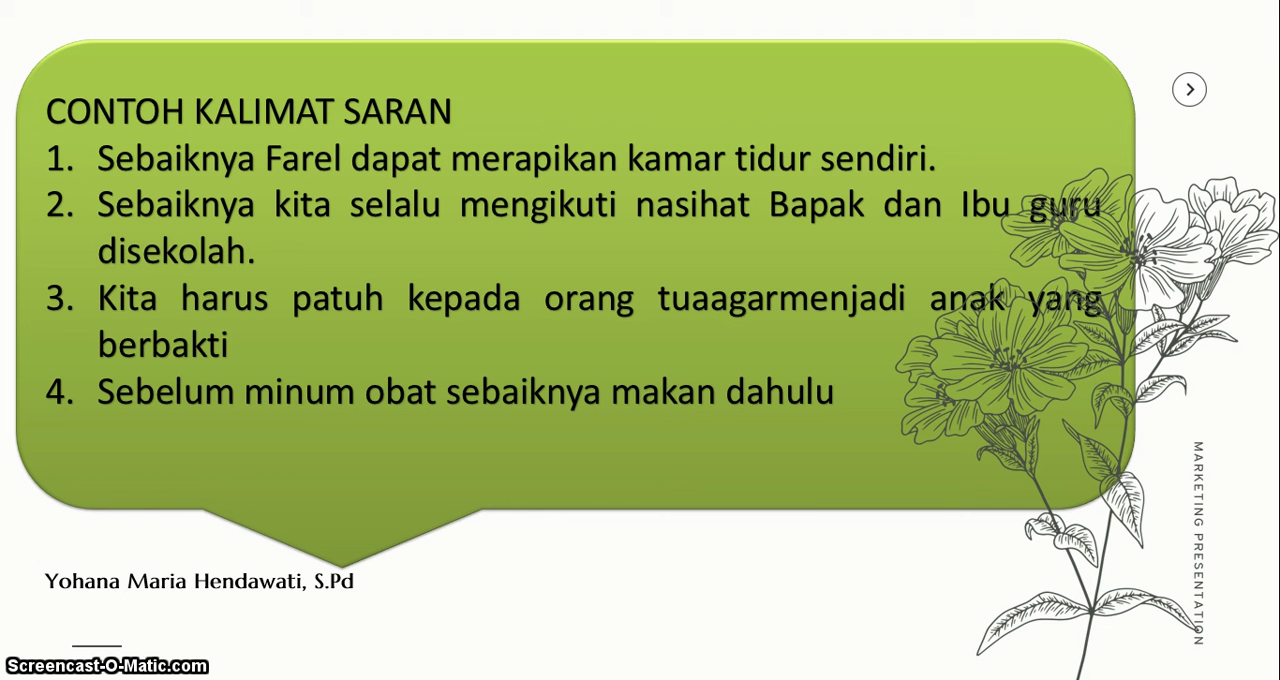 CONTOH KALIMAT SARAN
1. Sebaiknya Farel dapat merapikan kamar tidur sendiri.
2. Sebaiknya kita selalu mengikuti nasihat Bapak dan Ibu guru
disekolah.
3. Kita harus patuh kepada orang tuaagarmenjadi anak yang
berbakti
4. Sebelum minum obat sebaiknya makan dahulu
MARKETING PRESENTATION
Yohana Maria Hendawati, S.Pd
Screencast-O-Matic.com